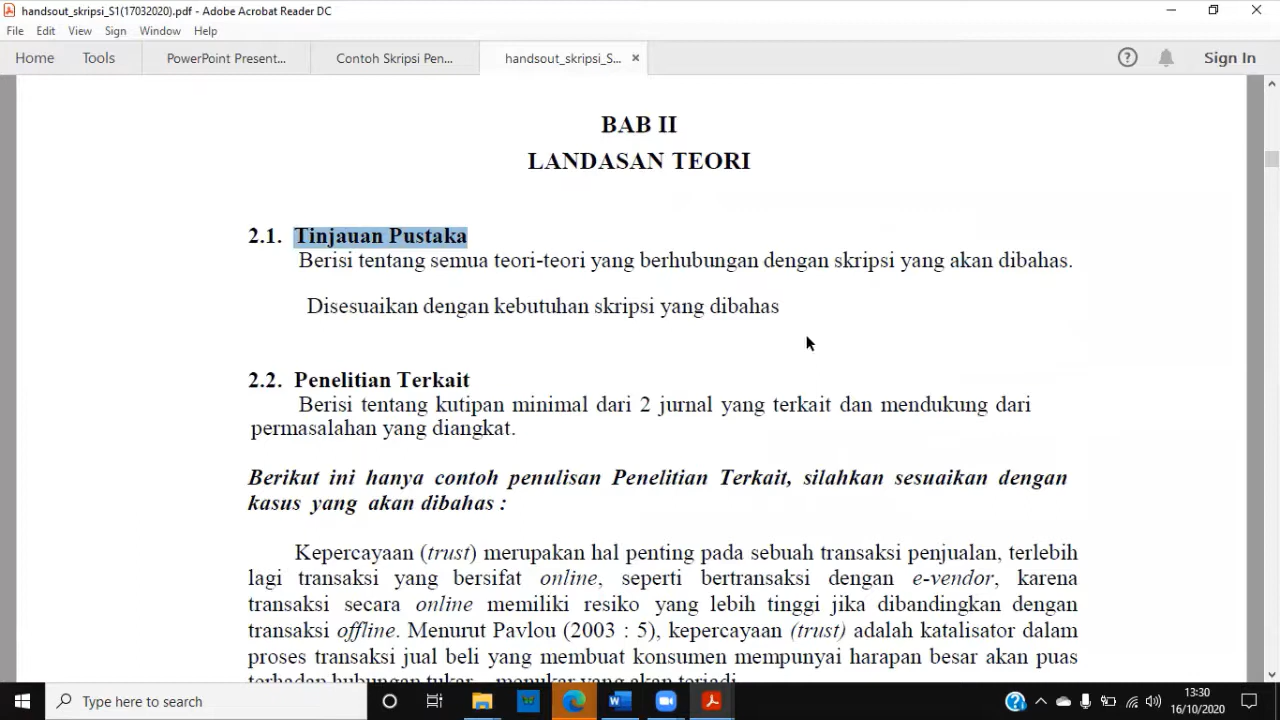 handsout_skripsi_S1(17032020).pdf - Adobe Acrobat Reader DC
File Edit View Sign Window Help
Home Tools PowerPoint Present... Contoh Skripsi Pen... handsout_skripsi_S... × Sign In
BAB II
LANDASAN TEORI
2.1. Tinjauan Pustaka
Berisi tentang semua teori-teori yang berhubungan dengan skripsi yang akan dibahas.
Disesuaikan dengan kebutuhan skripsi yang dibahas
2.2. Penelitian Terkait
Berisi tentang kutipan minimal dari 2 jurnal yang terkait dan mendukung dari
permasalahan yang diangkat.
Berikut ini hanya contoh penulisan Penelitian Terkait, silahkan sesuaikan dengan
kasus yang akan dibahas :
Kepercayaan (trust) merupakan hal penting pada sebuah transaksi penjualan, terlebih
lagi transaksi yang bersifat online, seperti bertransaksi dengan e-vendor, karena
transaksi secara online memiliki resiko yang lebih tinggi jika dibandingkan dengan
transaksi offline. Menurut Pavlou (2003 : 5), kepercayaan (trust) adalah katalisator dalam
proses transaksi jual beli yang membuat konsumen mempunyai harapan besar akan puas
terhadap hubungan tukar – menukar yang akan terjadi.
Type here to search
13:30
16/10/2020